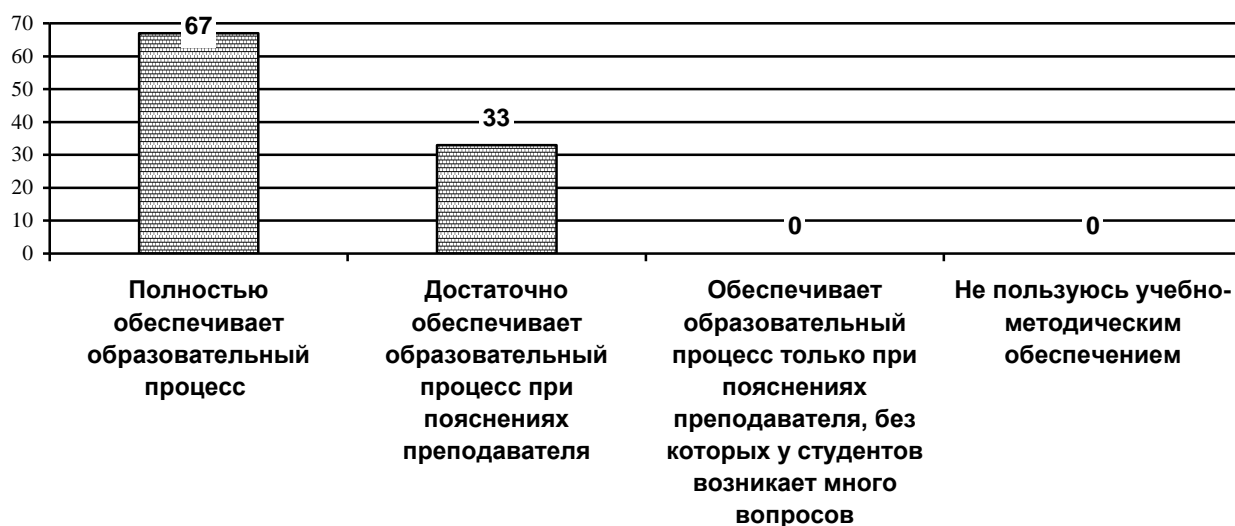 70
60
50
40
30
20
10
0
67
33
0
0
Полностью
обеспечивает
образовательный
процесс
Достаточно
обеспечивает
образовательный
процесс при
пояснениях
преподавателя
Обеспечивает
образовательный
процесс только при
пояснениях
преподавателя, без
которых у студентов
возникает много
вопросов
Не пользуюсь учебно-
методическим
обеспечением